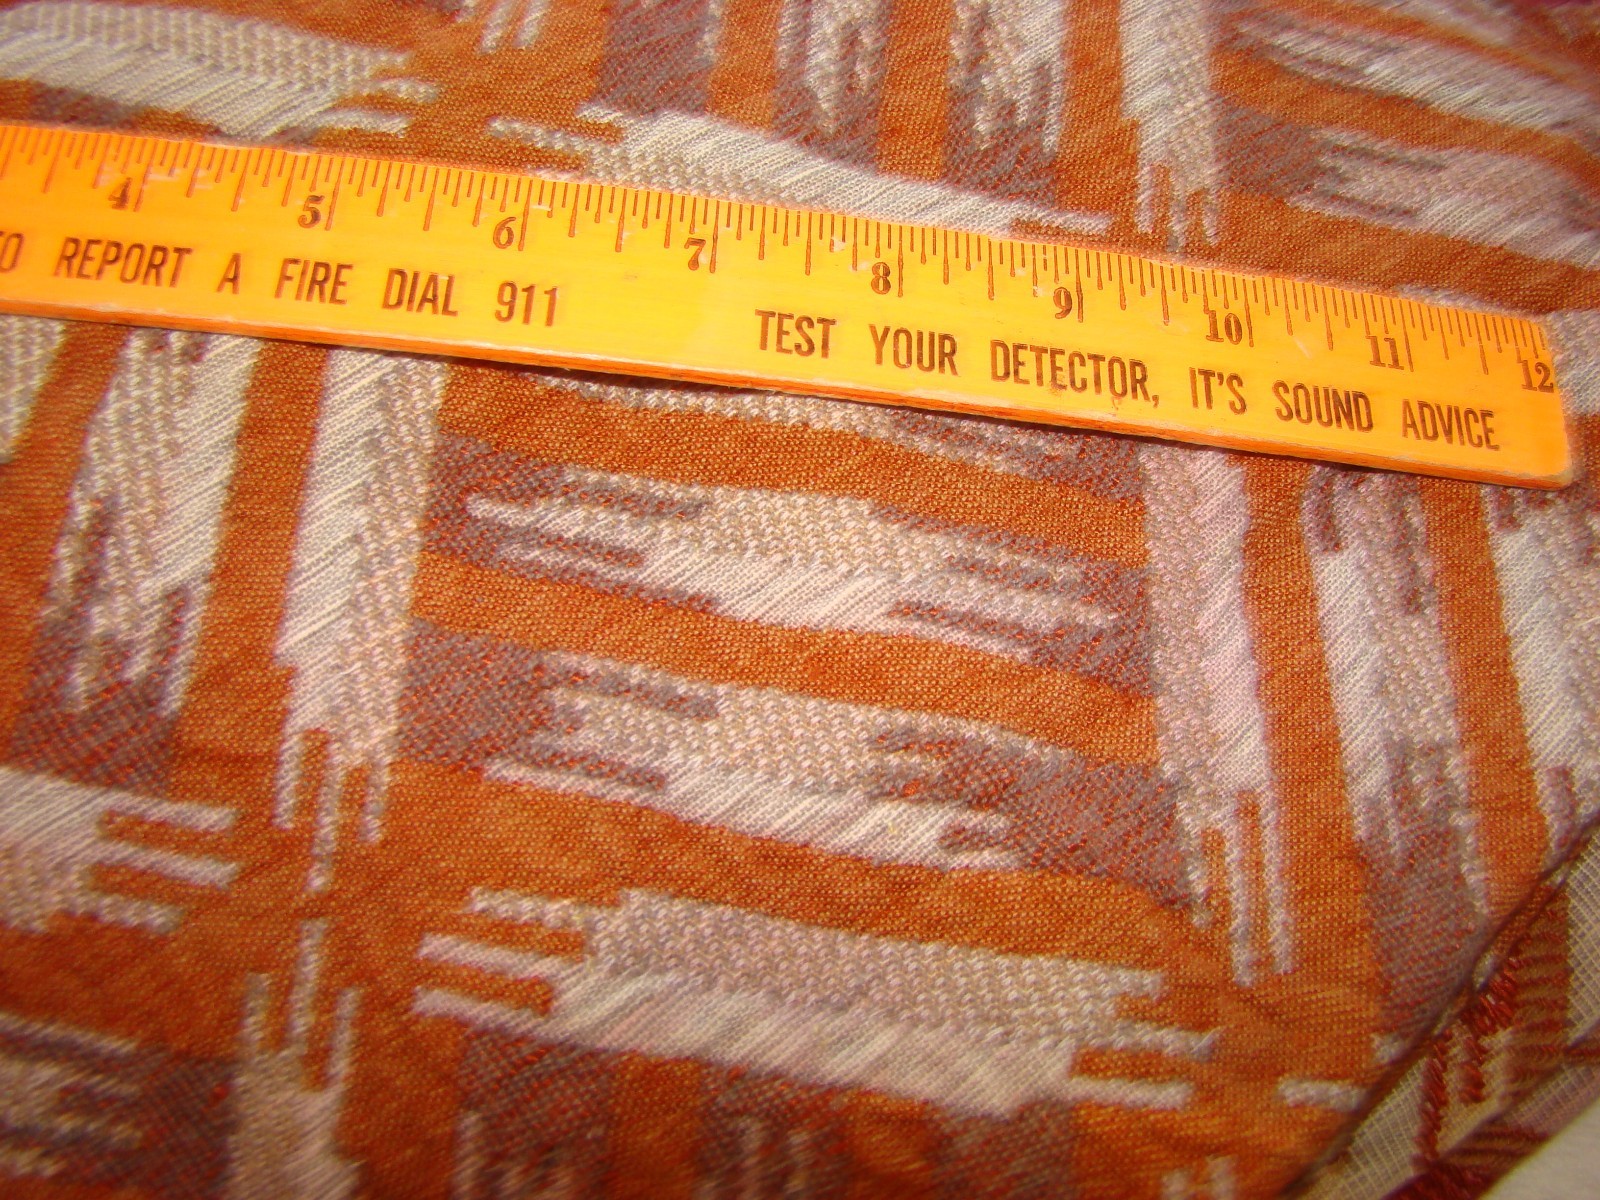 4 5 6 7 8 9 10 11 12
TO REPORT A FIRE DIAL 911 TEST YOUR DETECTOR, IT'S SOUND ADVICE